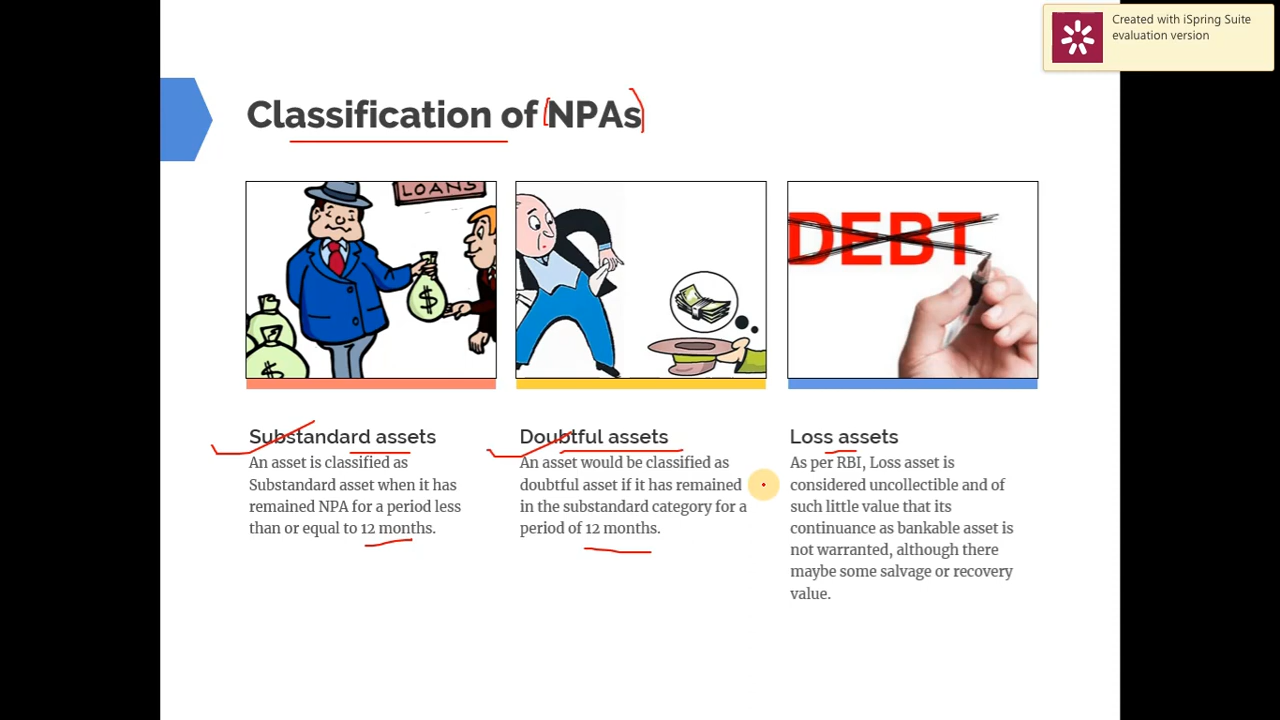 Created with iSpring Suite
evaluation version
Classification of NPAs
LOANS
$
$
DEBT
Substandard assets
An asset is classified as
Substandard asset when it has
remained NPA for a period less
than or equal to 12 months.
Doubtful assets
An asset would be classified as
doubtful asset if it has remained
in the substandard category for a
period of 12 months.
Loss assets
As per RBI, Loss asset is
considered uncollectible and of
such little value that its
continuance as bankable asset is
not warranted, although there
maybe some salvage or recovery
value.